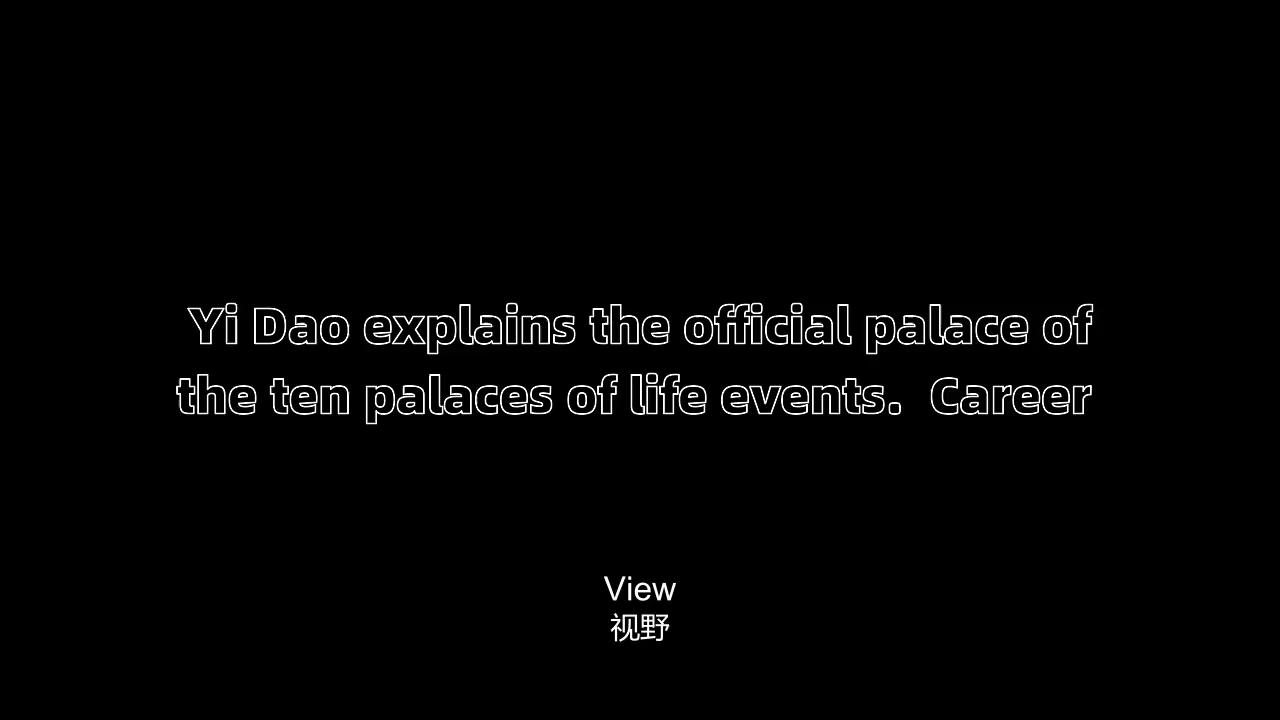 Yi Dao explains the official palace of
the ten palaces of life events. Career
View
视野